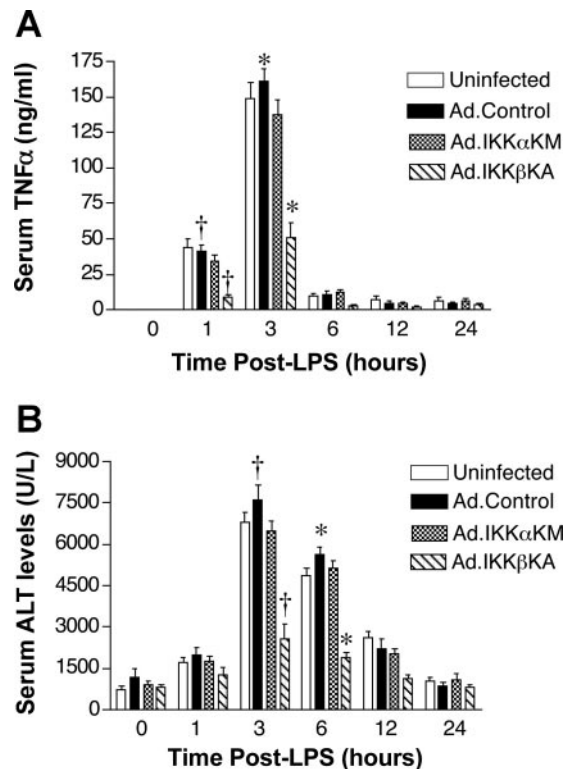 A
Serum TNFα (ng/ml)
175
150
125
100
75
50
25
0
Uninfected
Ad.Control
Ad.IKKαKM
Ad.IKKβKA
†
†
*
*
0 1 3 6 12 24
Time Post-LPS (hours)
B
Serum ALT levels (U/L)
9000
7500
6000
4500
3000
1500
0
Uninfected
Ad.Control
Ad.IKKαKM
Ad.IKKβKA
†
†
*
*
0 1 3 6 12 24
Time Post-LPS (hours)